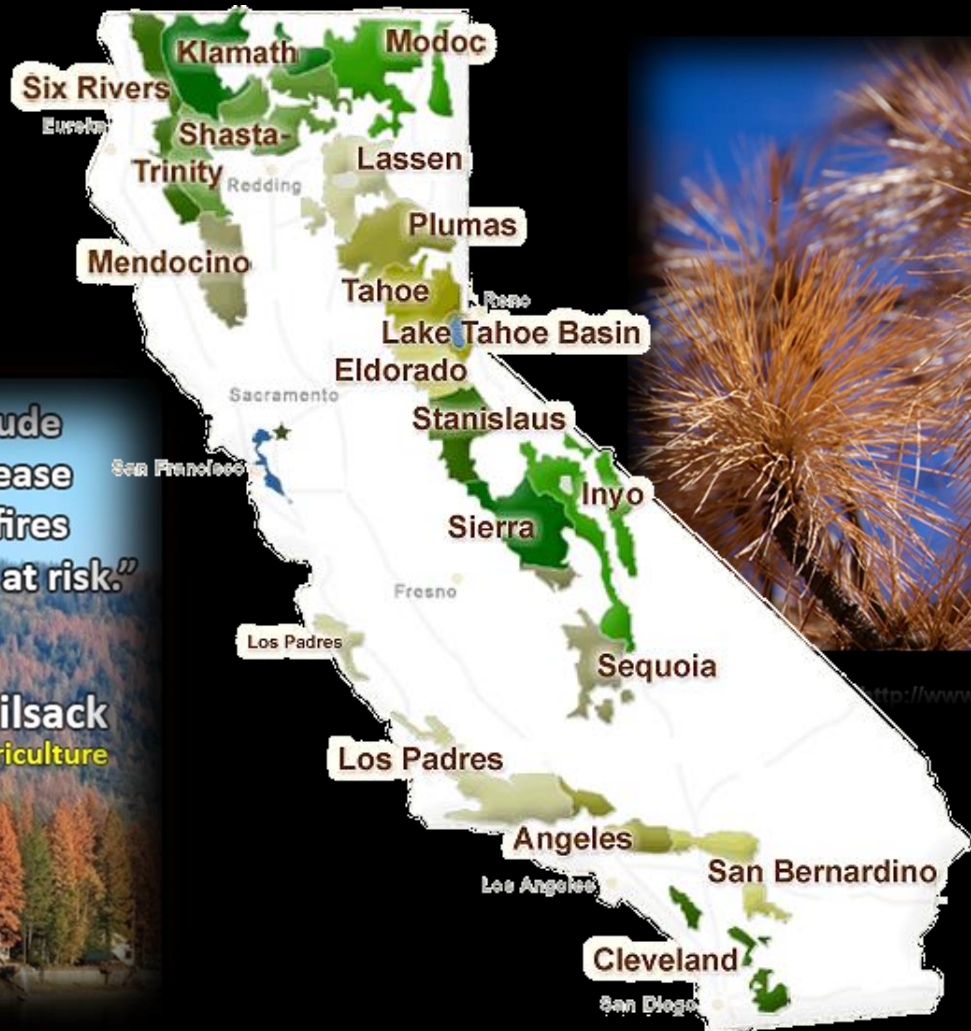 Klamath
Modoc
Six Rivers
Eureka
Shasta-
Trinity
Redding
Lassen
Plumas
Mendocino
Tahoe
Reno
Lake Tahoe Basin
Eldorado
Sacramento
Stanislaus
San Francisco
Inyo
Sierra
Fresno
Los Padres
Sequoia
Los Padres
Angeles
San Bernardino
Los Angeles
Cleveland
San Diego
ude
ease
fires
at risk.”
ilsack
riculture
http://www